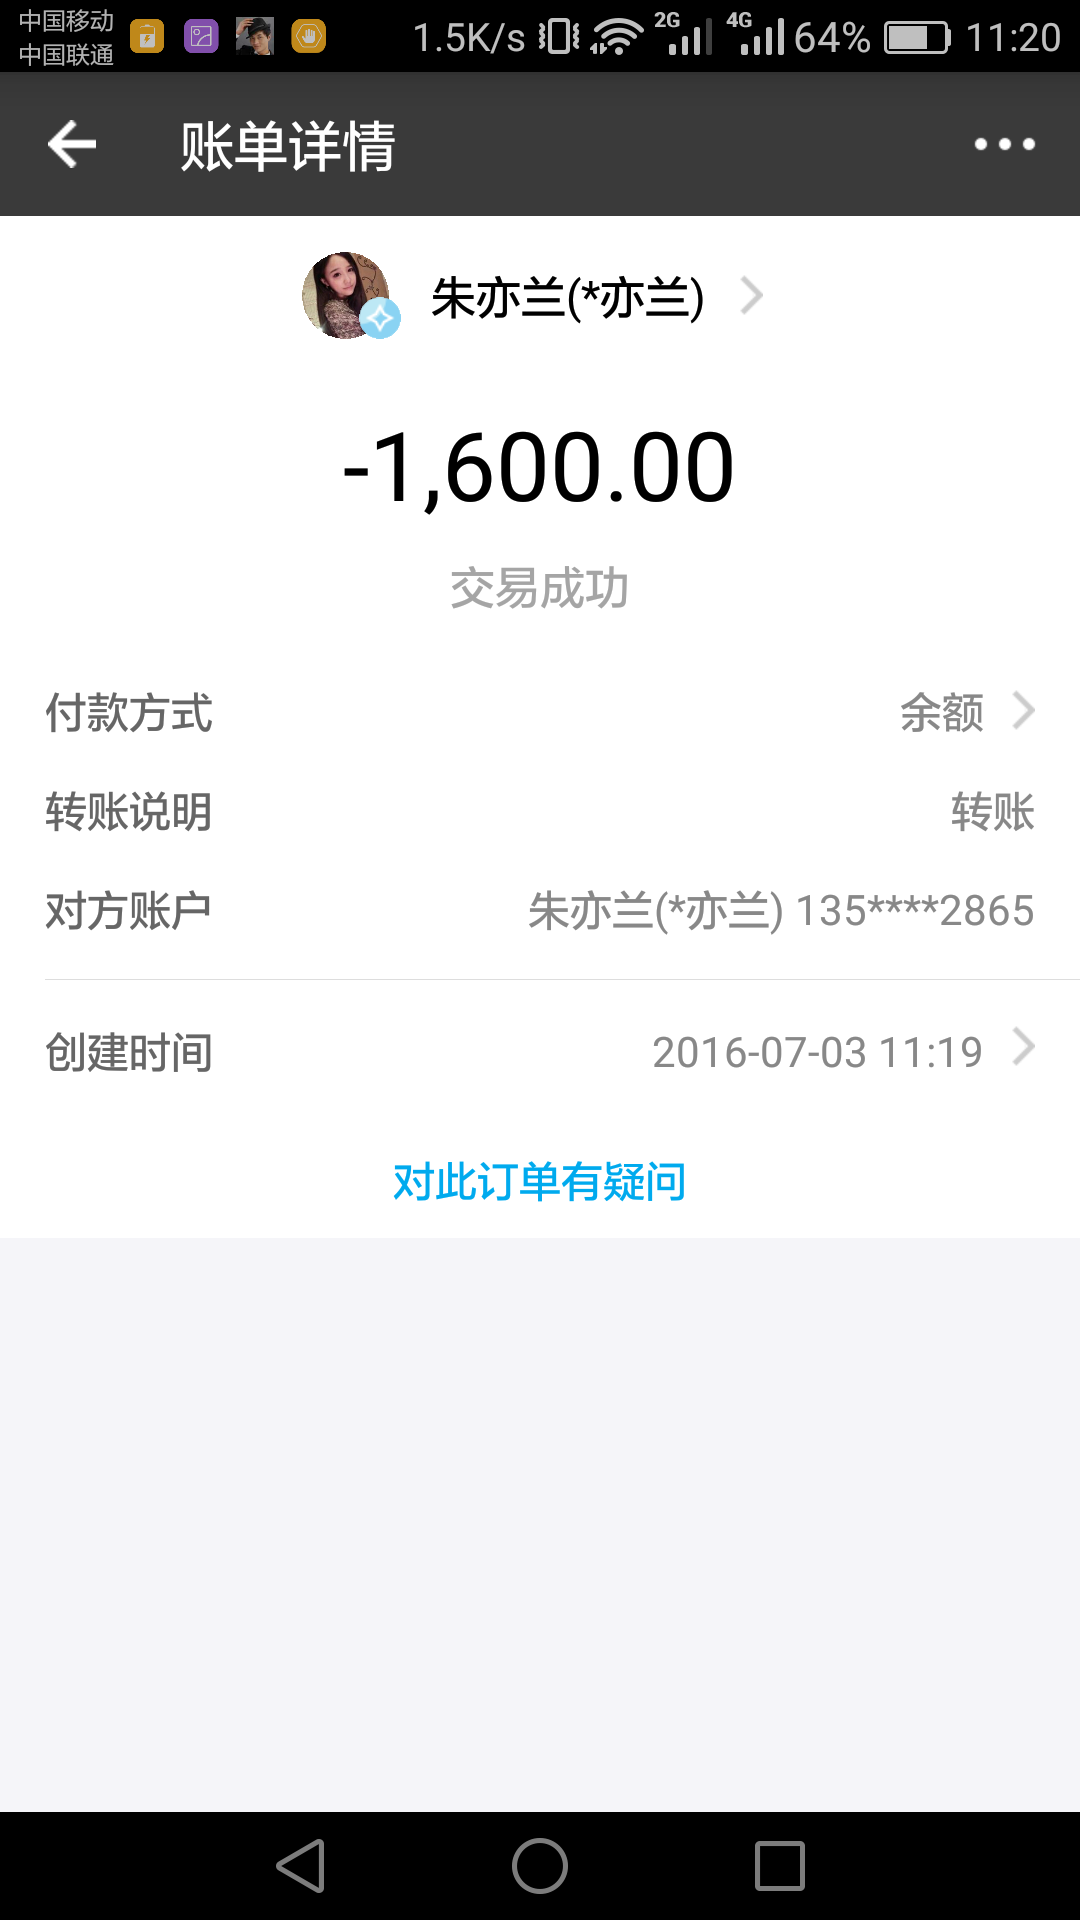 中国移动
中国联通
1.5K/s 2G 4G 64% 11:20
账单详情
朱亦兰(*亦兰)
-1,600.00
交易成功
付款方式 余额
转账说明 转账
对方账户 朱亦兰(*亦兰) 135****2865
创建时间 2016-07-03 11:19
对此订单有疑问